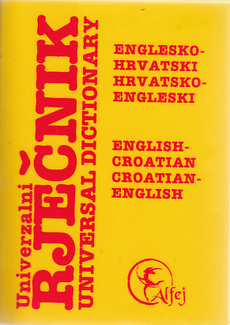 Univerzalni
RJEČNIK
UNIVERSAL DICTIONARY
ENGLESKO-
HRVATSKI
HRVATSKO-
ENGLESKI
ENGLISH-
CROATIAN
CROATIAN-
ENGLISH
Alfej